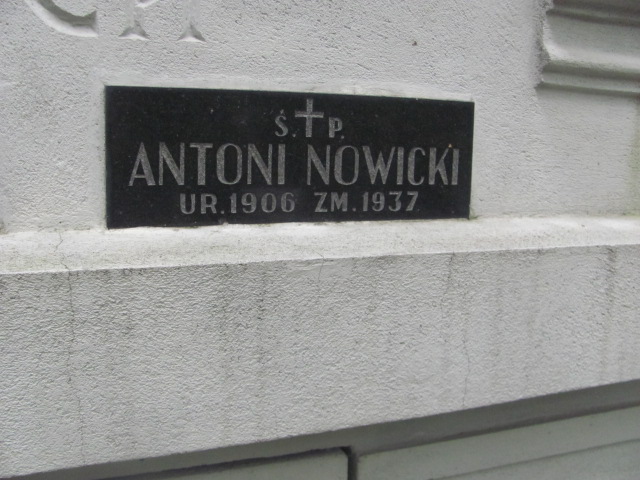 Ś. P.
ANTONI NOWICKI
UR. 1906 ZM. 1937